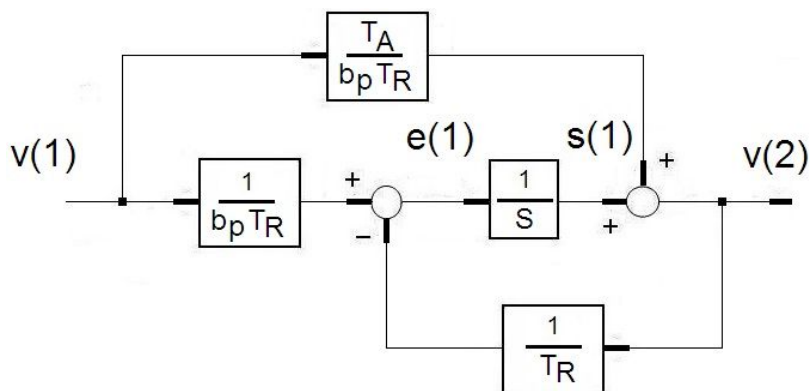 T_A
b_p T_R
e(1)
s(1)
v(1)
v(2)
+
1
b_p T_R
+
−
1
S
+
1
T_R